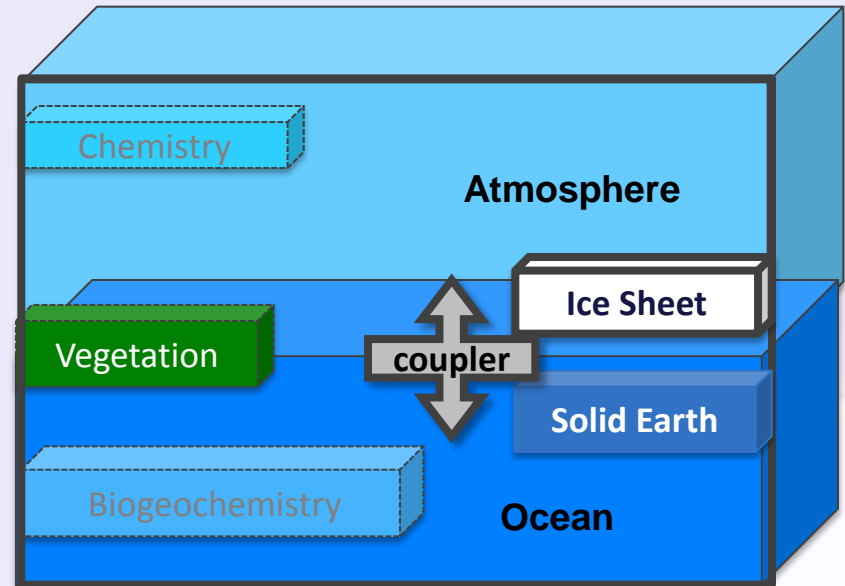 Chemistry
Atmosphere
Ice Sheet
Vegetation
coupler
Solid Earth
Biogeochemistry
Ocean